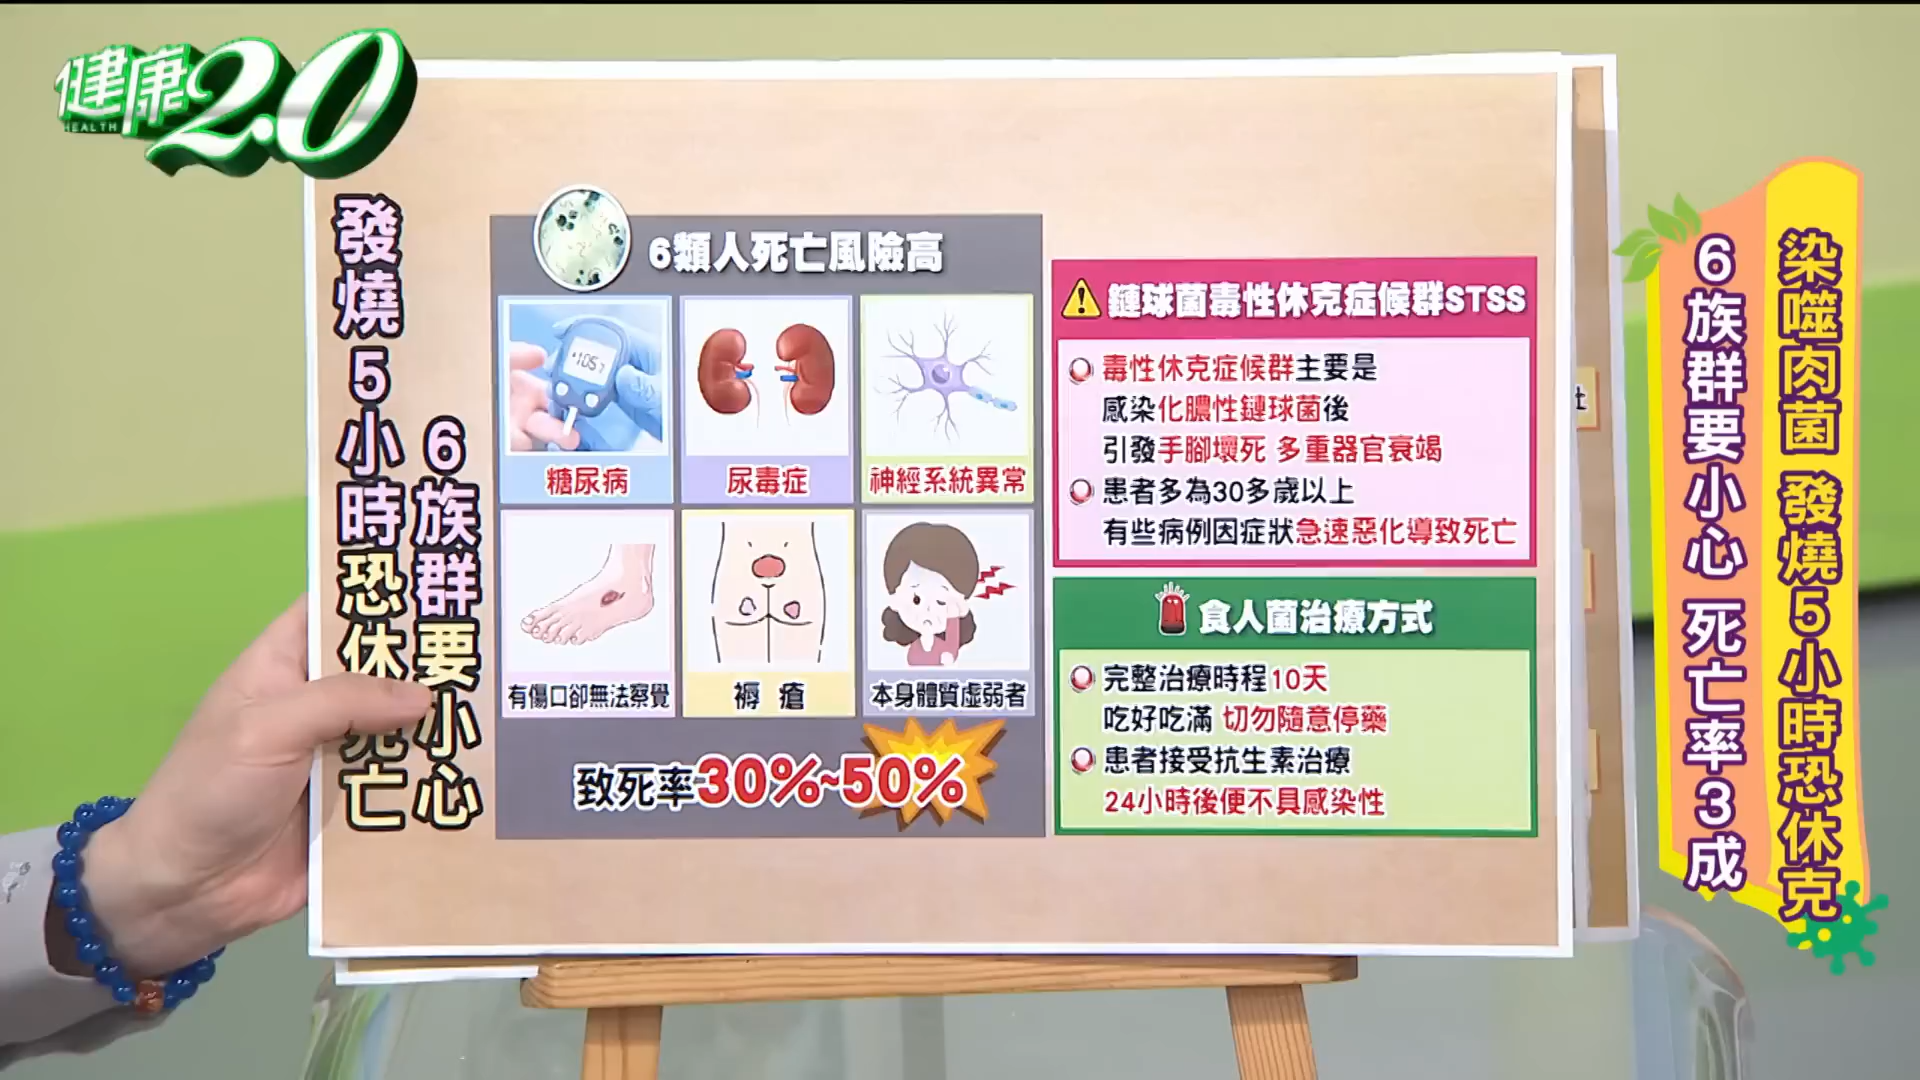 健康2.0
HEALTH
發燒5小時恐休克死亡
6族群要小心
6類人死亡風險高
105
糖尿病
尿毒症
神經系統異常
有傷口卻無法察覺
褥瘡
本身體質虛弱者
致死率30%~50%
鏈球菌毒性休克症候群STSS
毒性休克症候群主要是
感染化膿性鏈球菌後
引發手腳壞死 多重器官衰竭
患者多為30多歲以上
有些病例因症狀急速惡化導致死亡
食人菌治療方式
完整治療時程10天
吃好吃滿 切勿隨意停藥
患者接受抗生素治療
24小時後便不具感染性
染噬肉菌 發燒5小時恐休克
6族群要小心 死亡率3成